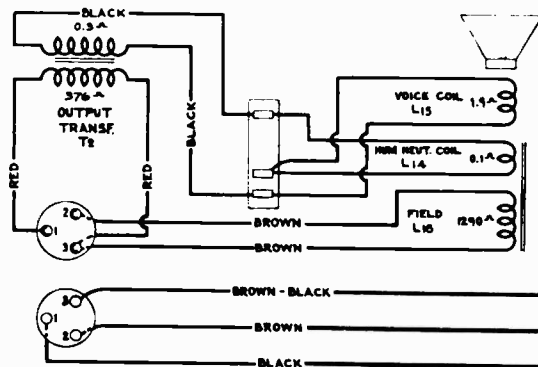 BLACK
0.3 Ω
376 Ω
OUTPUT
TRANSF.
T2
RED
RED
BLACK
VOICE COIL
L15
1.9 Ω
HUM NEUT. COIL
L14
0.1 Ω
FIELD
L16
1290 Ω
BROWN
BROWN
1
2
3
BROWN-BLACK
BROWN
BLACK
3
1
2